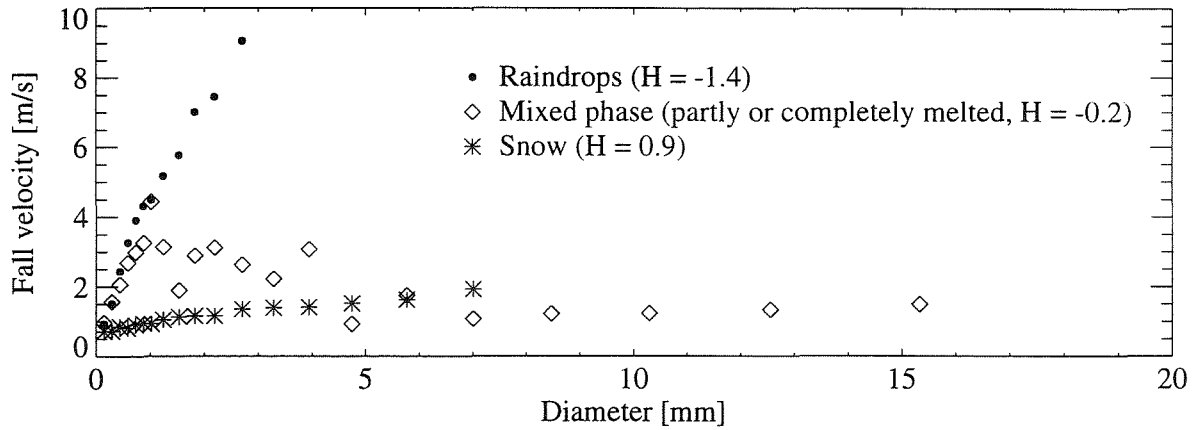 10
8
6
4
2
0
Fall velocity [m/s]
Raindrops (H = -1.4)
Mixed phase (partly or completely melted, H = -0.2)
Snow (H = 0.9)
0 5 10 15 20
Diameter [mm]